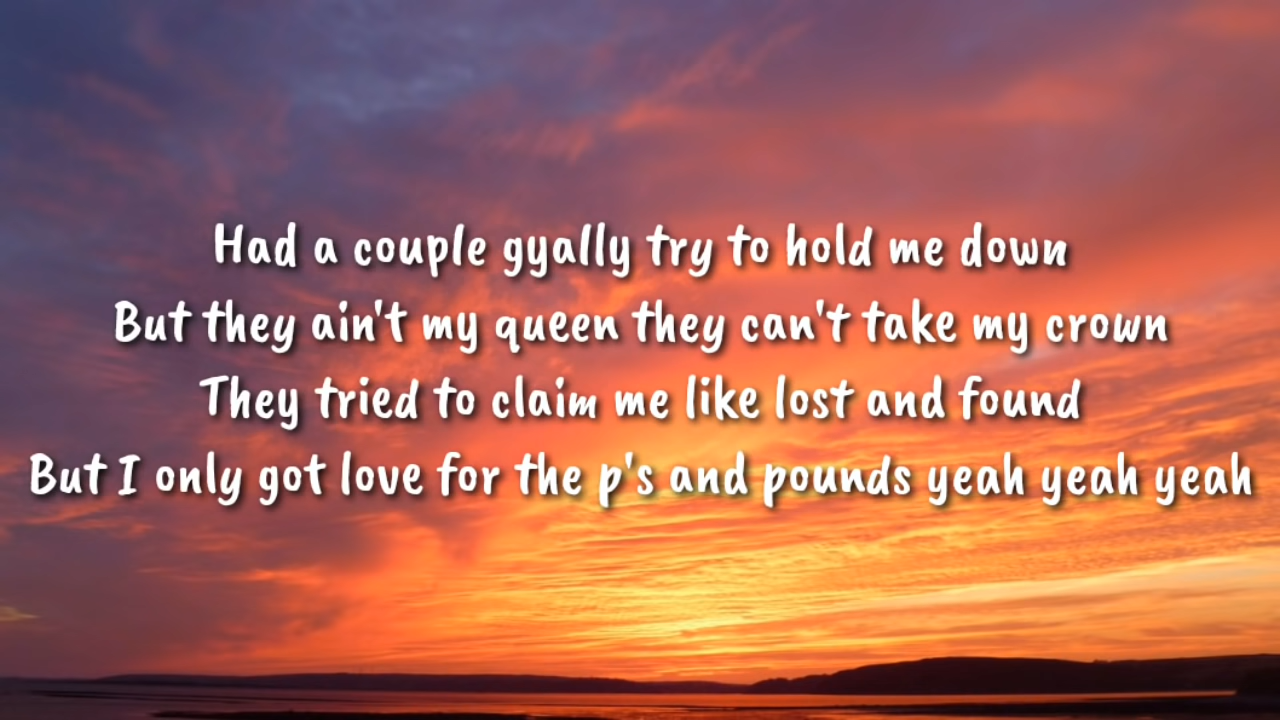 Had a couple gyally try to hold me down
But they ain't my queen they can't take my crown
They tried to claim me like lost and found
But I only got love for the p's and pounds yeah yeah yeah